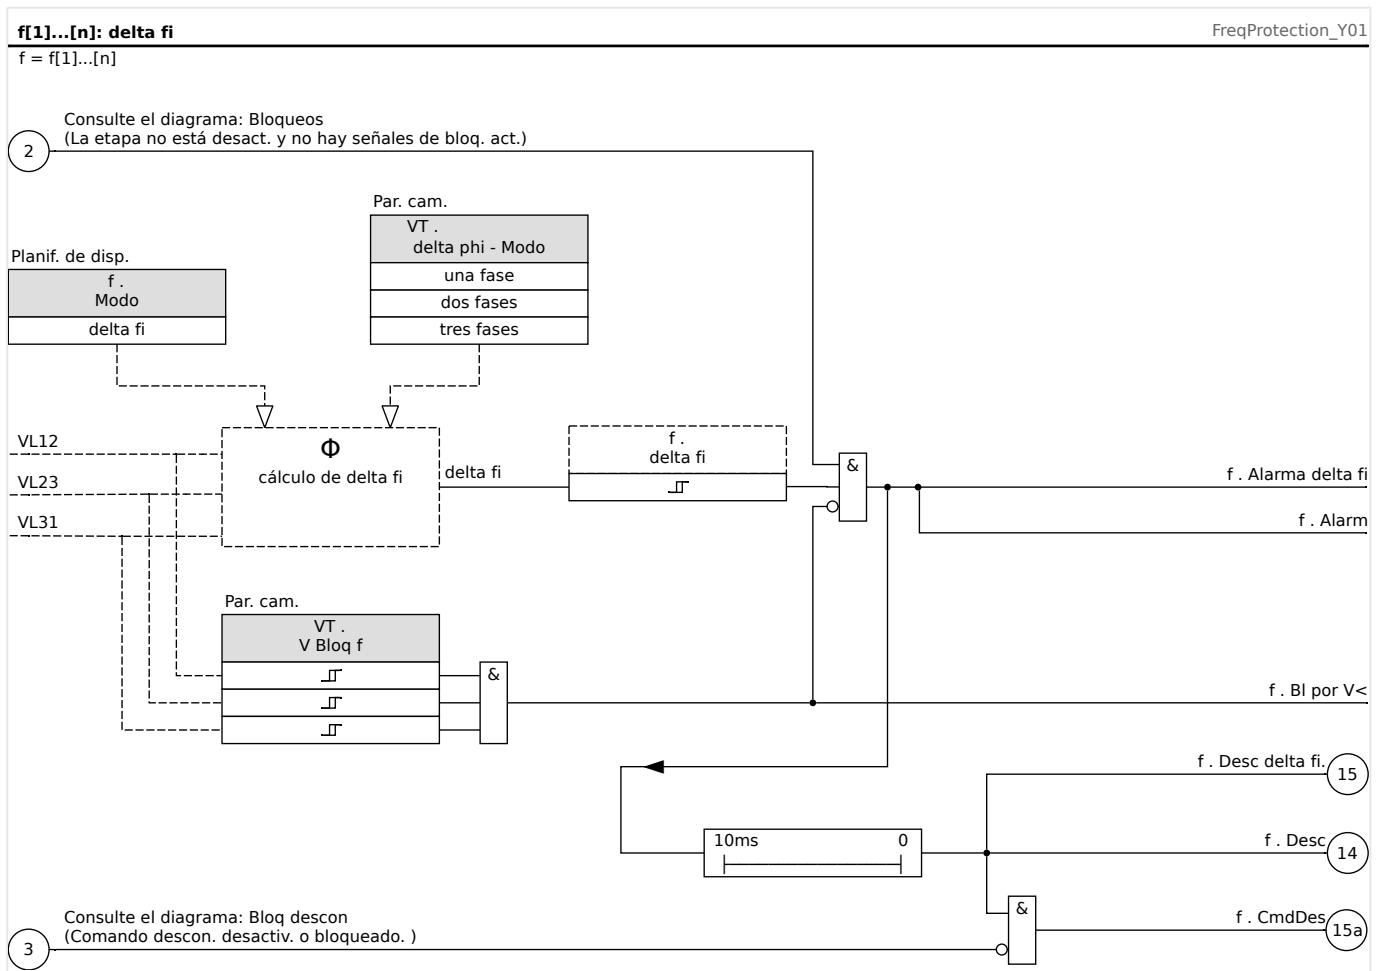 f[1]...[n]: delta fi
FreqProtection_Y01
f = f[1]...[n]
Consulte el diagrama: Bloqueos
(La etapa no está desact. y no hay señales de bloq. act.)
2
Par. cam.
VT .
delta phi - Modo
una fase
dos fases
tres fases
Planif. de disp.
f .
Modo
delta fi
VL12
VL23
VL31
Φ
cálculo de delta fi
delta fi
f .
delta fi
&
f . Alarma delta fi
f . Alarm
Par. cam.
VT .
V Bloq f
&
f . Bl por V<
f . Desc delta fi.
15
10ms
0
f . Desc
14
Consulte el diagrama: Bloq descon
(Comando descon. desactiv. o bloqueado. )
3
&
f . CmdDes
15a